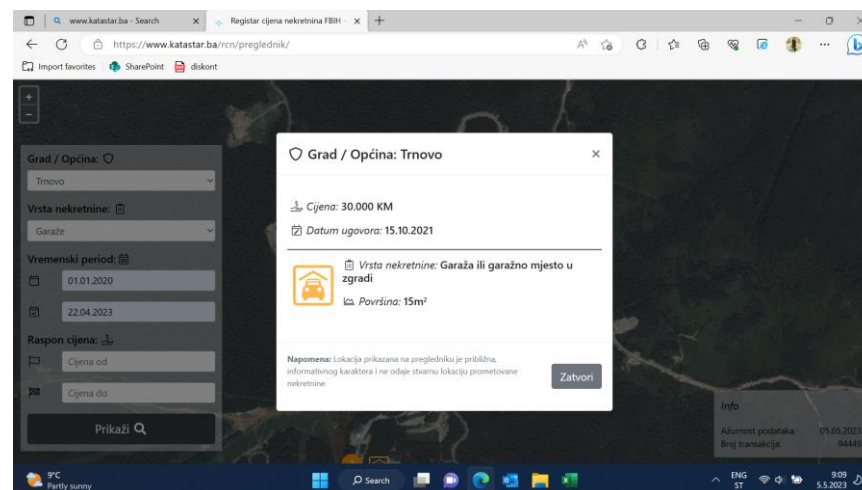 www.katastar.ba - Search
Registar cijena nekretnina FBIH -
https://www.katastar.ba/rcn/preglednik/
Import favorites
SharePoint
diskont
+
−
Grad / Općina:
Trnovo
Vrsta nekretnine:
Garaže
Vremenski period:
01.01.2020
22.04.2023
Raspon cijena:
Cijena od
Cijena do
Prikaži
Grad / Općina: Trnovo
Cijena: 30.000 KM
Datum ugovora: 15.10.2021
Vrsta nekretnine: Garaža ili garažno mjesto u
zgradi
Površina: 15m²
Napomena: Lokacija prikazana na pregledniku je približna,
informativnog karaktera i ne odaje stvarnu lokaciju prometovane
nekretnine
Zatvori
Info
Ažurnost podataka: 05.05.2023
Broj transakcija: 94449
9°C
Partly sunny
Search
ENG
ST
9:09
5.5.2023